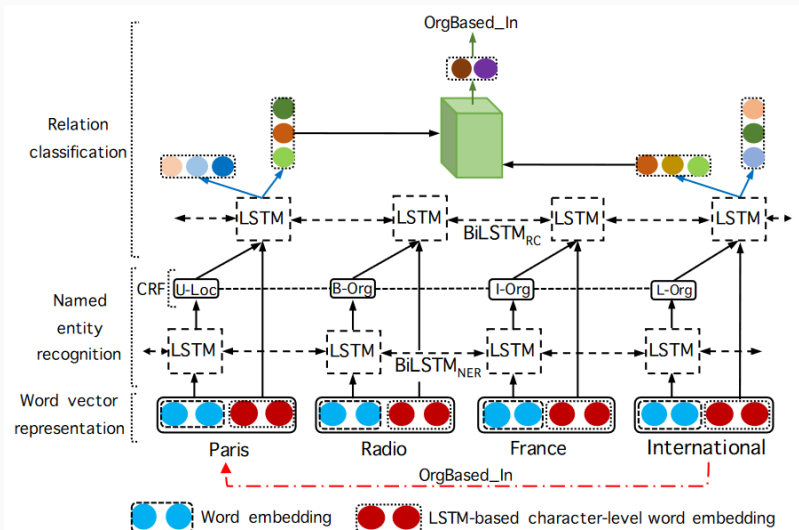 OrgBased_In
Relation
classification
LSTM LSTM LSTM LSTM
BiLSTM_RC
CRF U-Loc B-Org I-Org L-Org
Named
entity
recognition
LSTM LSTM LSTM LSTM
BiLSTM_NER
Word vector
representation
Paris Radio France International
OrgBased_In
Word embedding LSTM-based character-level word embedding